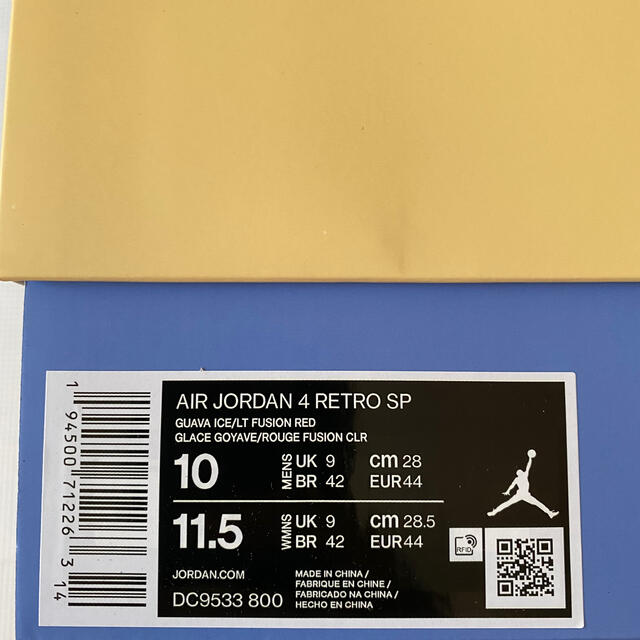 1 94500 71226 3 14
AIR JORDAN 4 RETRO SP
GUAVA ICE/LT FUSION RED
GLACE GOYAVE/ROUGE FUSION CLR
10 MENS UK 9 cm 28
BR 42 EUR 44
11.5 WMNS UK 9 cm 28.5
BR 42 EUR 44
JORDAN.COM
DC9533 800
MADE IN CHINA /
FABRIQUE EN CHINE /
FABRICADO NA CHINA /
HECHO EN CHINA
RFID